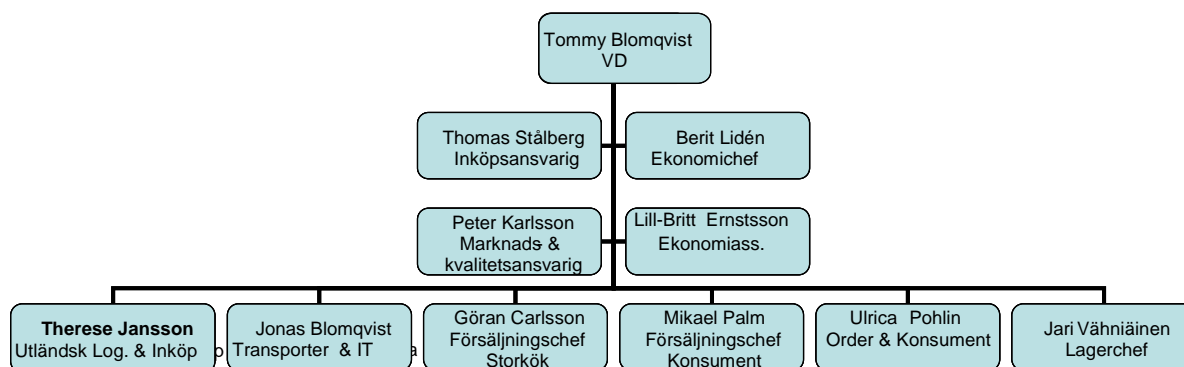 Tommy Blomqvist
VD
Thomas Stålberg
Inköpsansvarig
Berit Lidén
Ekonomichef
Peter Karlsson
Marknads- &
kvalitetsansvarig
Lill-Britt Ernstsson
Ekonomiass.
Therese Jansson
Utländsk Log. & Inköp
Jonas Blomqvist
Transporter & IT
Göran Carlsson
Försäljningschef
Storkök
Mikael Palm
Försäljningschef
Konsument
Ulrica Pohlin
Order & Konsument
Jari Vähniäinen
Lagerchef